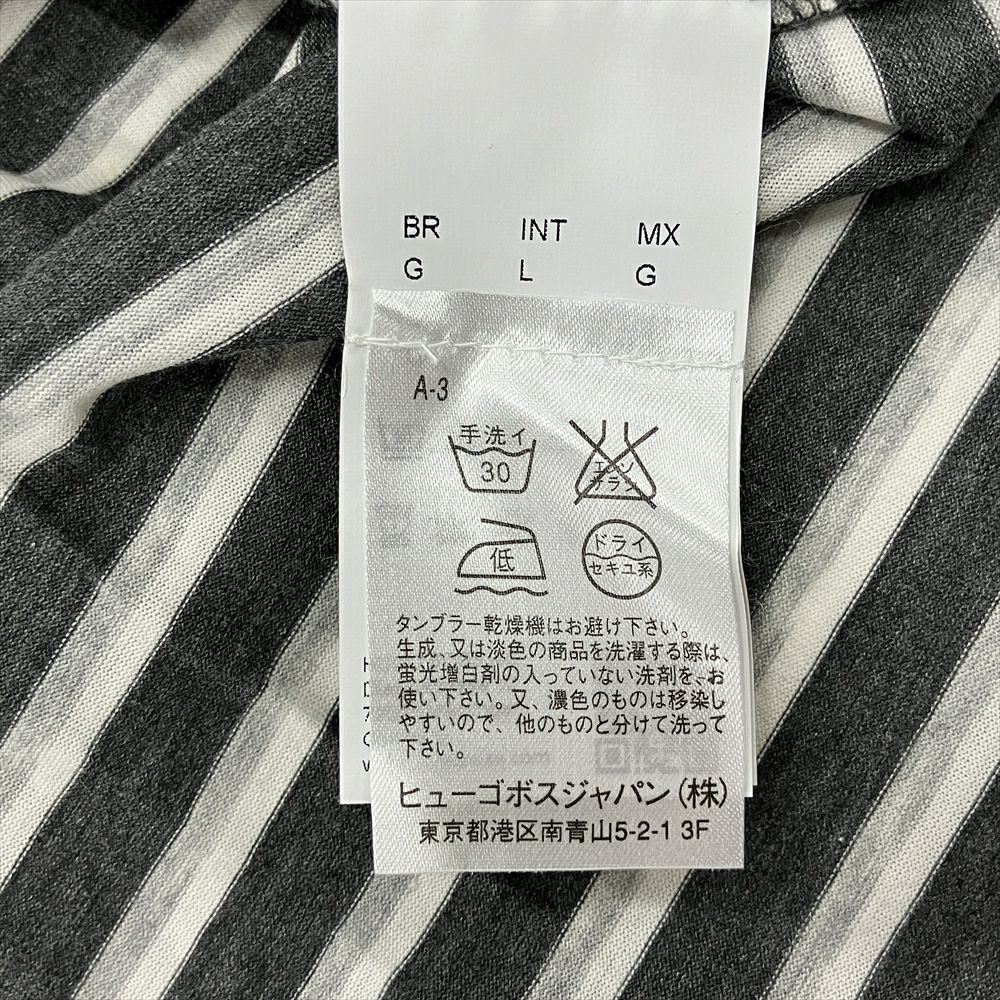 BR INT MX
G L G
A-3
手洗イ
30
エンソ
サラシ
低
ドライ
セキユ系
タンブラー乾燥機はお避け下さい。
生成、又は淡色の商品を洗濯する際は、
蛍光増白剤の入っていない洗剤を、お
使い下さい。又、濃色のものは移染し
やすいので、他のものと分けて洗って
下さい。
ヒューゴボスジャパン(株)
東京都港区南青山5-2-1 3F